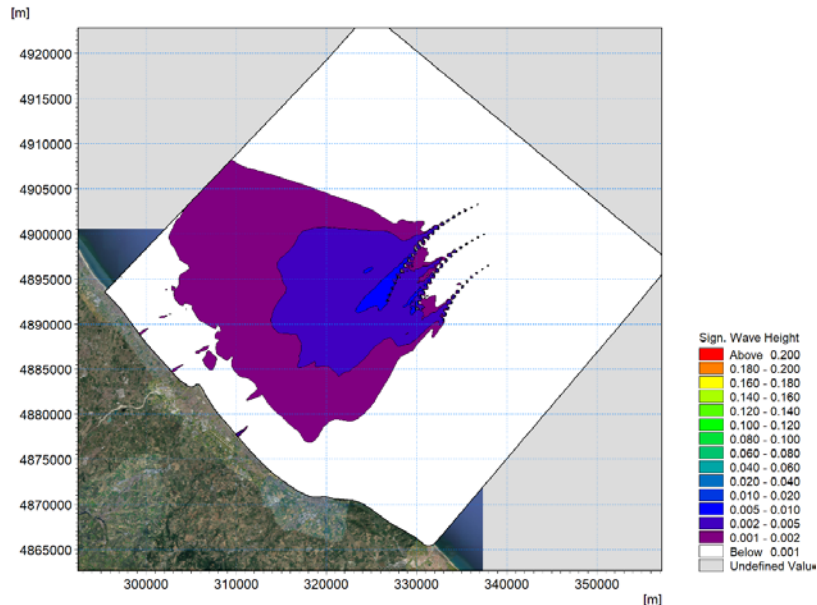 [m]
4920000
4915000
4910000
4905000
4900000
4895000
4890000
4885000
4880000
4875000
4870000
4865000
300000 310000 320000 330000 340000 350000
[m]
Sign. Wave Height
Above 0.200
0.180 - 0.200
0.160 - 0.180
0.140 - 0.160
0.120 - 0.140
0.100 - 0.120
0.080 - 0.100
0.060 - 0.080
0.040 - 0.060
0.020 - 0.040
0.010 - 0.020
0.005 - 0.010
0.002 - 0.005
0.001 - 0.002
Below 0.001
Undefined Value